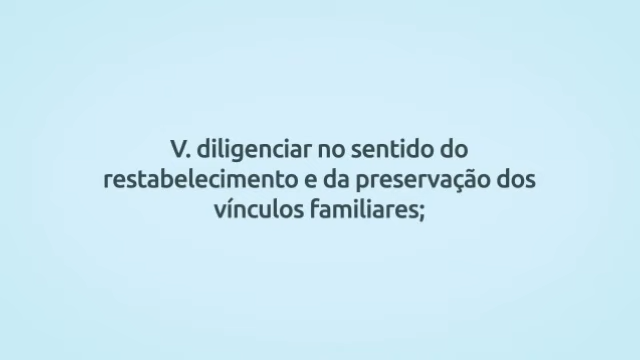 V. diligenciar no sentido do
restabelecimento e da preservação dos
vínculos familiares;